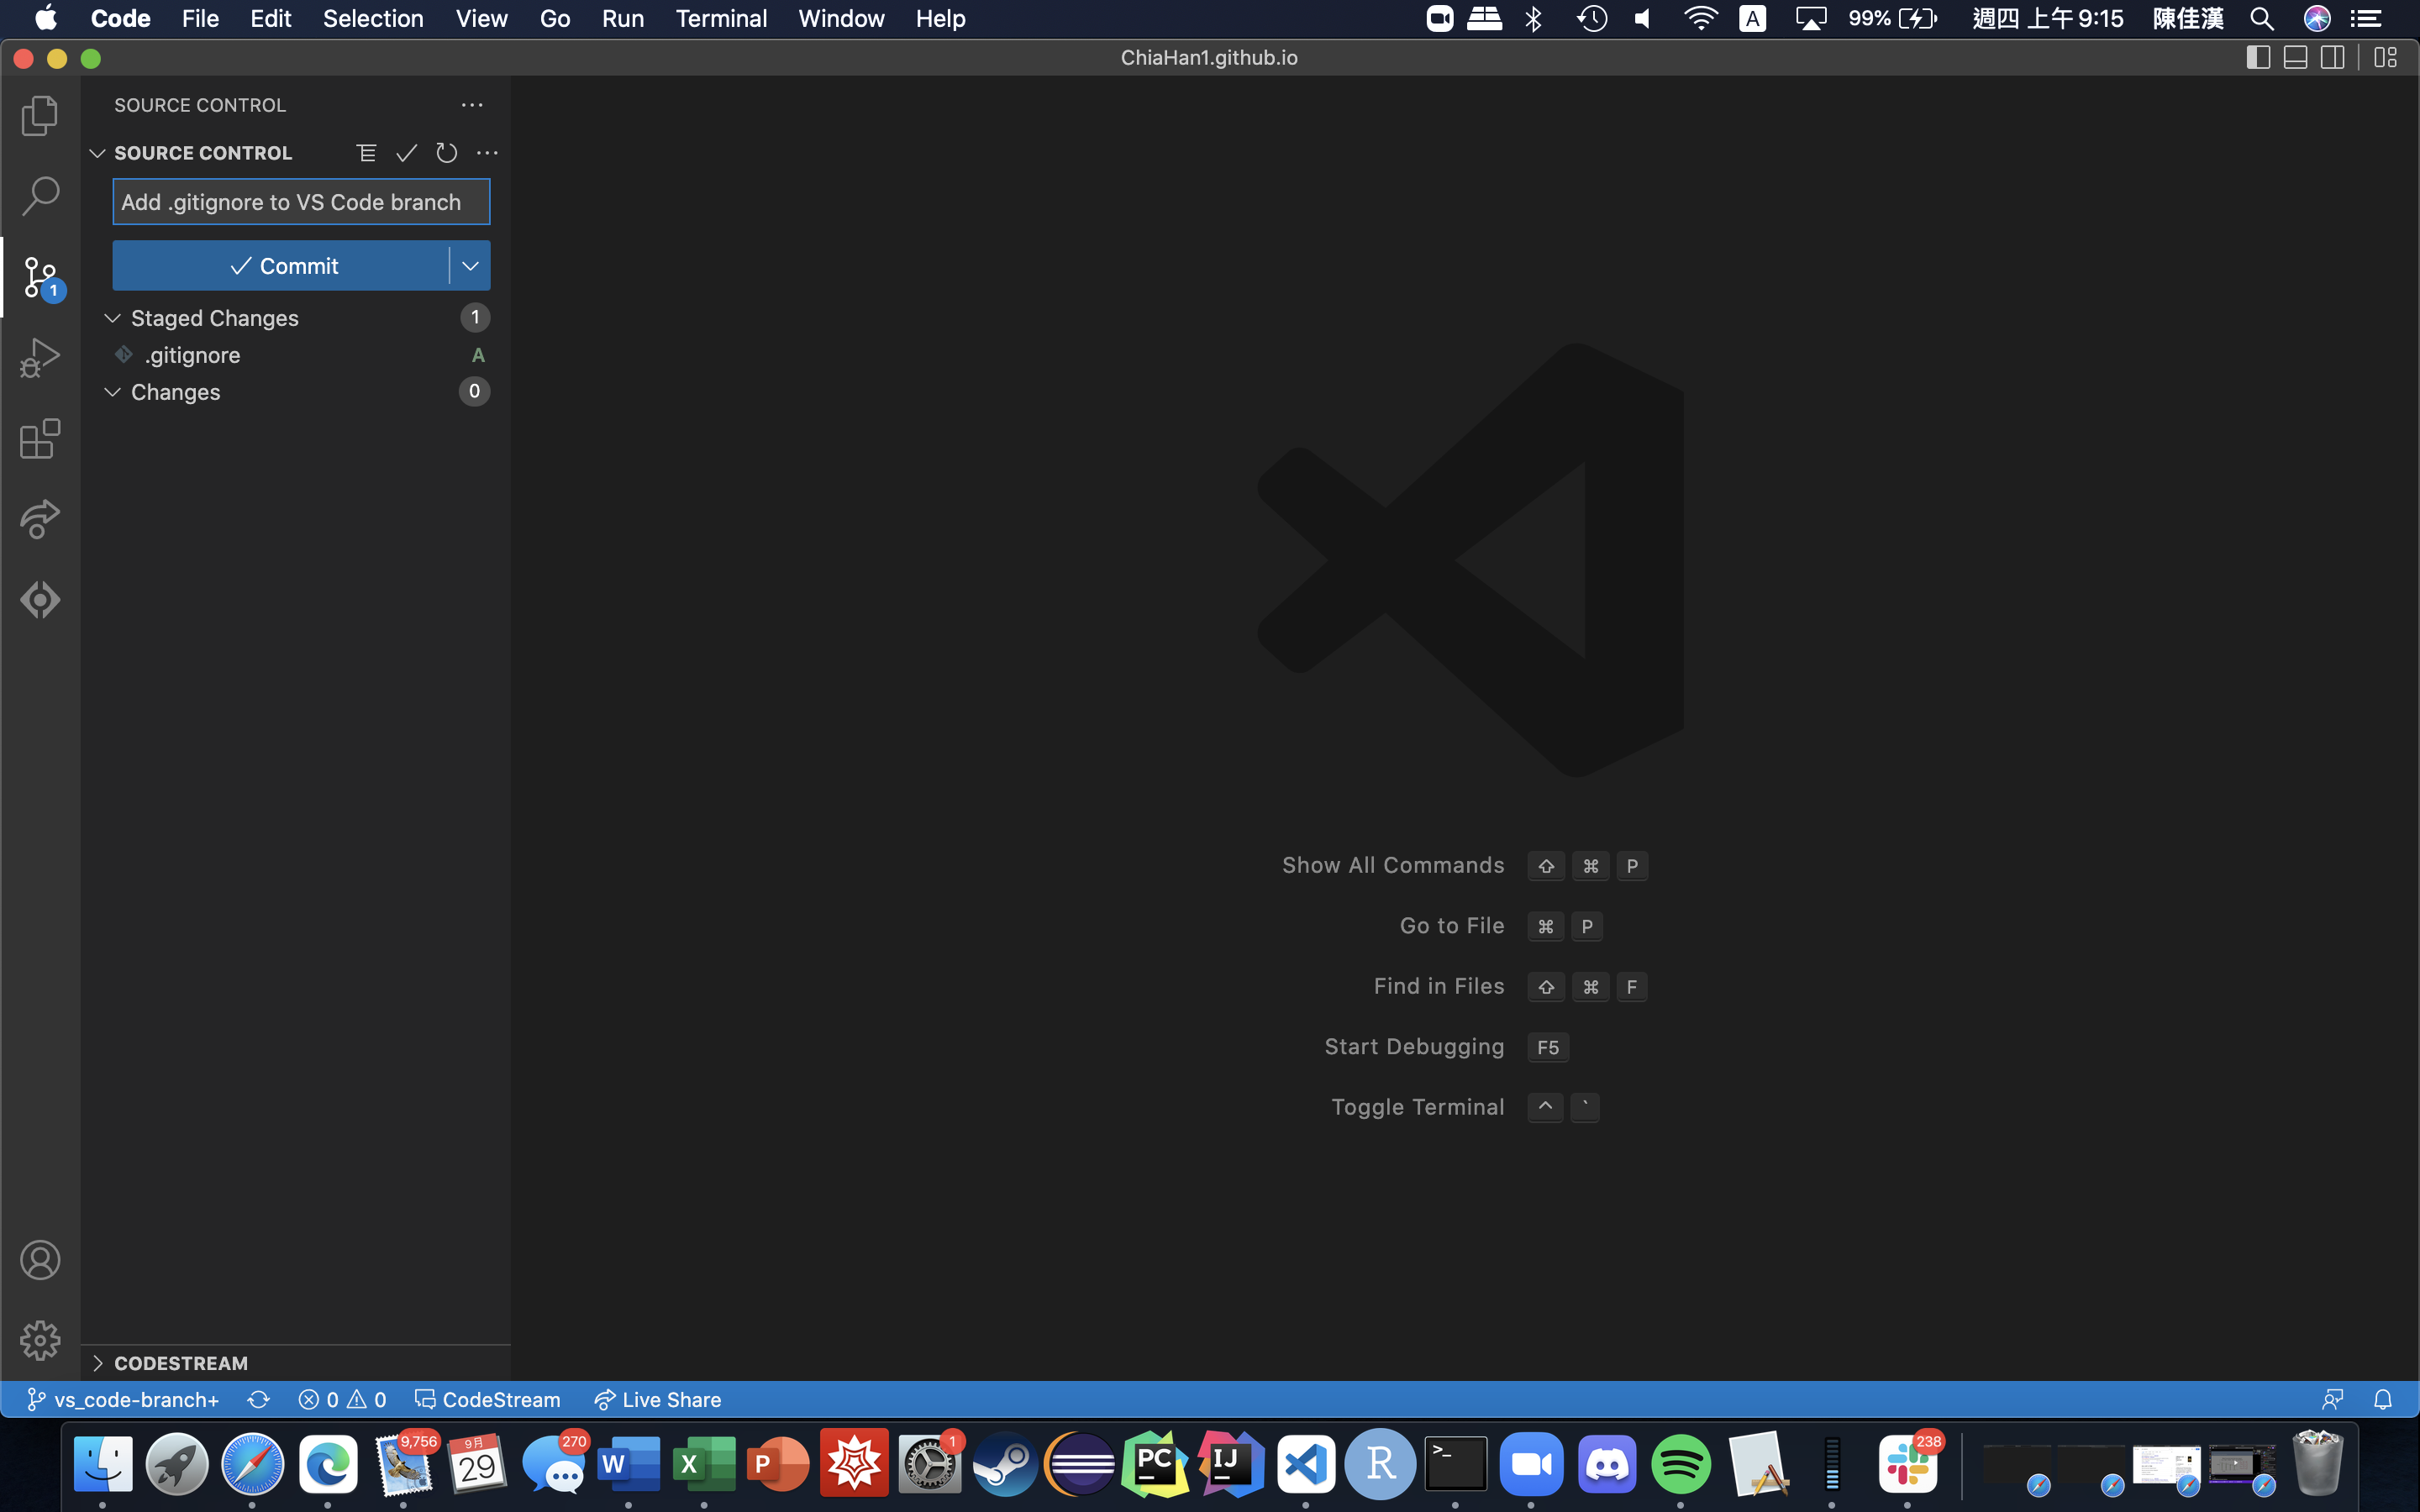 Code File Edit Selection View Go Run Terminal Window Help A 99% 週四 上午 9:15 陳佳漢
ChiaHan1.github.io
SOURCE CONTROL
SOURCE CONTROL
Add .gitignore to VS Code branch
Commit
1
Staged Changes 1
.gitignore A
Changes 0
Show All Commands ⇧ ⌘ P
Go to File ⌘ P
Find in Files ⇧ ⌘ F
Start Debugging F5
Toggle Terminal ^ `
CODESTREAM
vs_code-branch+ 0 0 CodeStream Live Share
9,756 9月 29 270 W X P 1 PC IJ R >_ 238